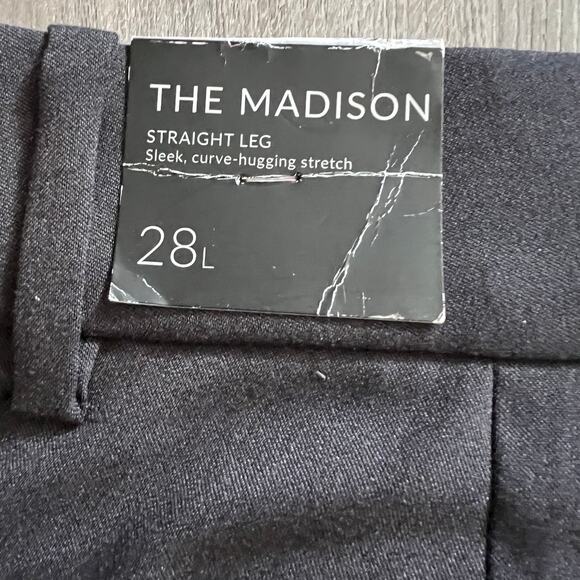 THE MADISON
STRAIGHT LEG
Sleek, curve-hugging stretch
28L